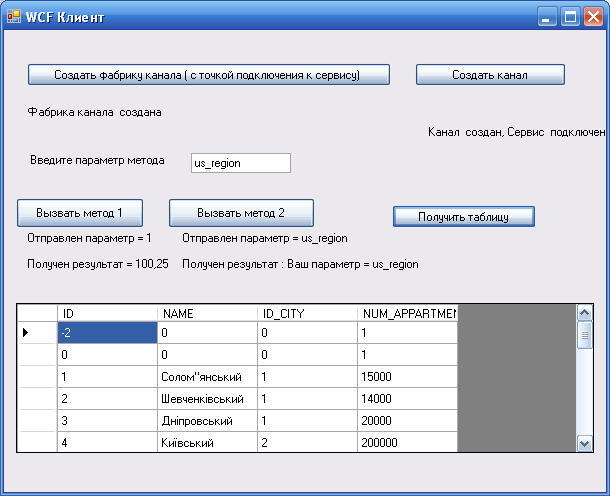 WCF Клиент
Создать фабрику канала ( с точкой подключения к сервису)
Создать канал
Фабрика канала создана
Канал создан, Сервис подключен
Введите параметр метода
us_region
Вызвать метод 1
Вызвать метод 2
Получить таблицу
Отправлен параметр = 1
Отправлен параметр = us_region
Получен результат = 100,25
Получен результат : Ваш параметр = us_region
ID NAME ID_CITY NUM_APPARTMEN
-2 0 0 1
0 0 0 1
1 Солом"янський 1 15000
2 Шевченківський 1 14000
3 Дніпровський 1 20000
4 Київський 2 200000